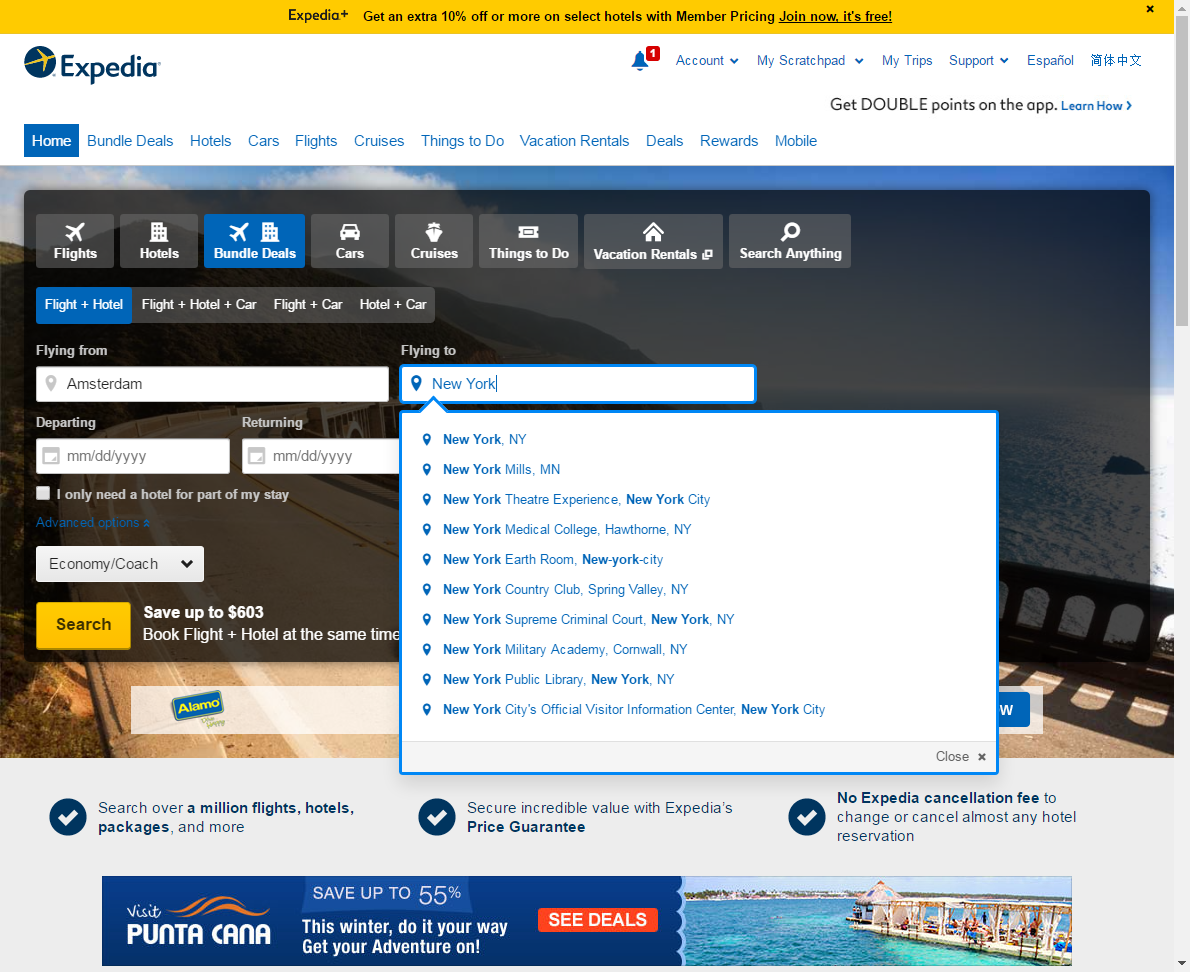 Expedia+ Get an extra 10% off or more on select hotels with Member Pricing Join now, it's free! ×
Expedia
1 Account My Scratchpad My Trips Support Español 简体中文
Get DOUBLE points on the app. Learn How ›
Home Bundle Deals Hotels Cars Flights Cruises Things to Do Vacation Rentals Deals Rewards Mobile
Flights Hotels Bundle Deals Cars Cruises Things to Do Vacation Rentals Search Anything
Flight + Hotel Flight + Hotel + Car Flight + Car Hotel + Car
Flying from Flying to
Amsterdam New York
Departing Returning
mm/dd/yyyy mm/dd/yyyy
I only need a hotel for part of my stay
Advanced options
Economy/Coach
Search
Save up to $603
Book Flight + Hotel at the same time
New York, NY
New York Mills, MN
New York Theatre Experience, New York City
New York Medical College, Hawthorne, NY
New York Earth Room, New-york-city
New York Country Club, Spring Valley, NY
New York Supreme Criminal Court, New York, NY
New York Military Academy, Cornwall, NY
New York Public Library, New York, NY
New York City's Official Visitor Information Center, New York City
Close ×
Alamo
W
Search over a million flights, hotels,
packages, and more
Secure incredible value with Expedia's
Price Guarantee
No Expedia cancellation fee to
change or cancel almost any hotel
reservation
Visit
PUNTA CANA
SAVE UP TO 55%
This winter, do it your way
Get your Adventure on!
SEE DEALS